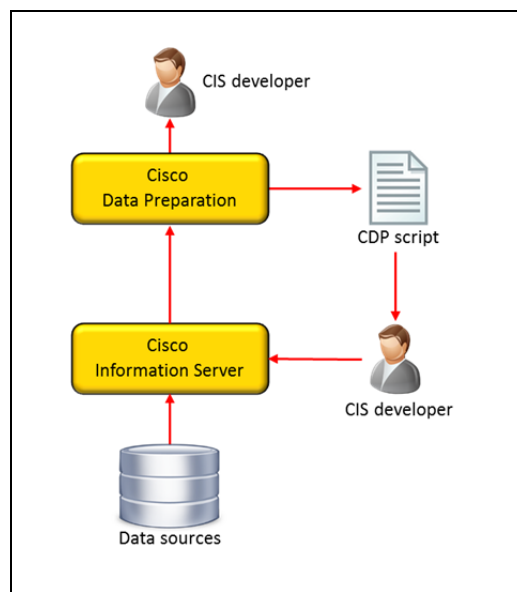 CIS developer
Cisco
Data Preparation
CDP script
Cisco
Information Server
CIS developer
Data sources